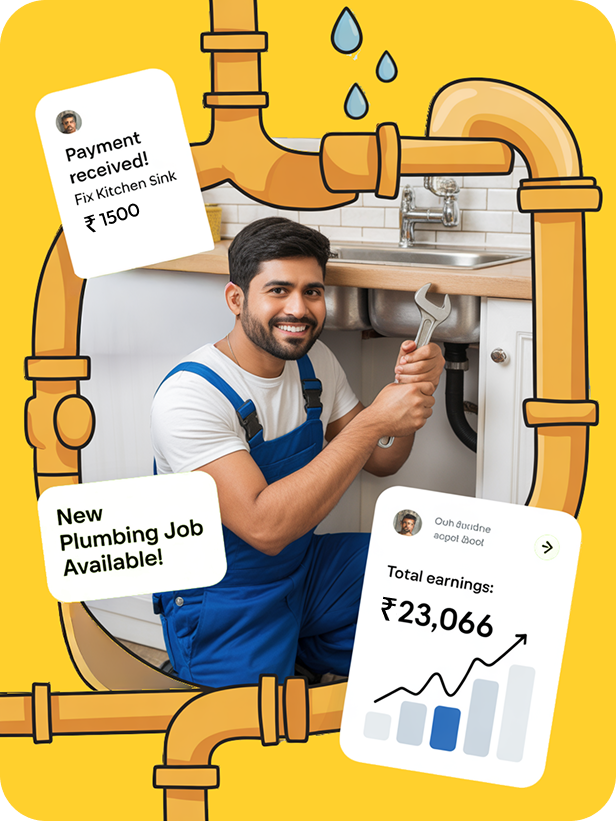 Payment
received!
Fix Kitchen Sink
₹ 1500
New
Plumbing Job
Available!
Total earnings:
₹23,066